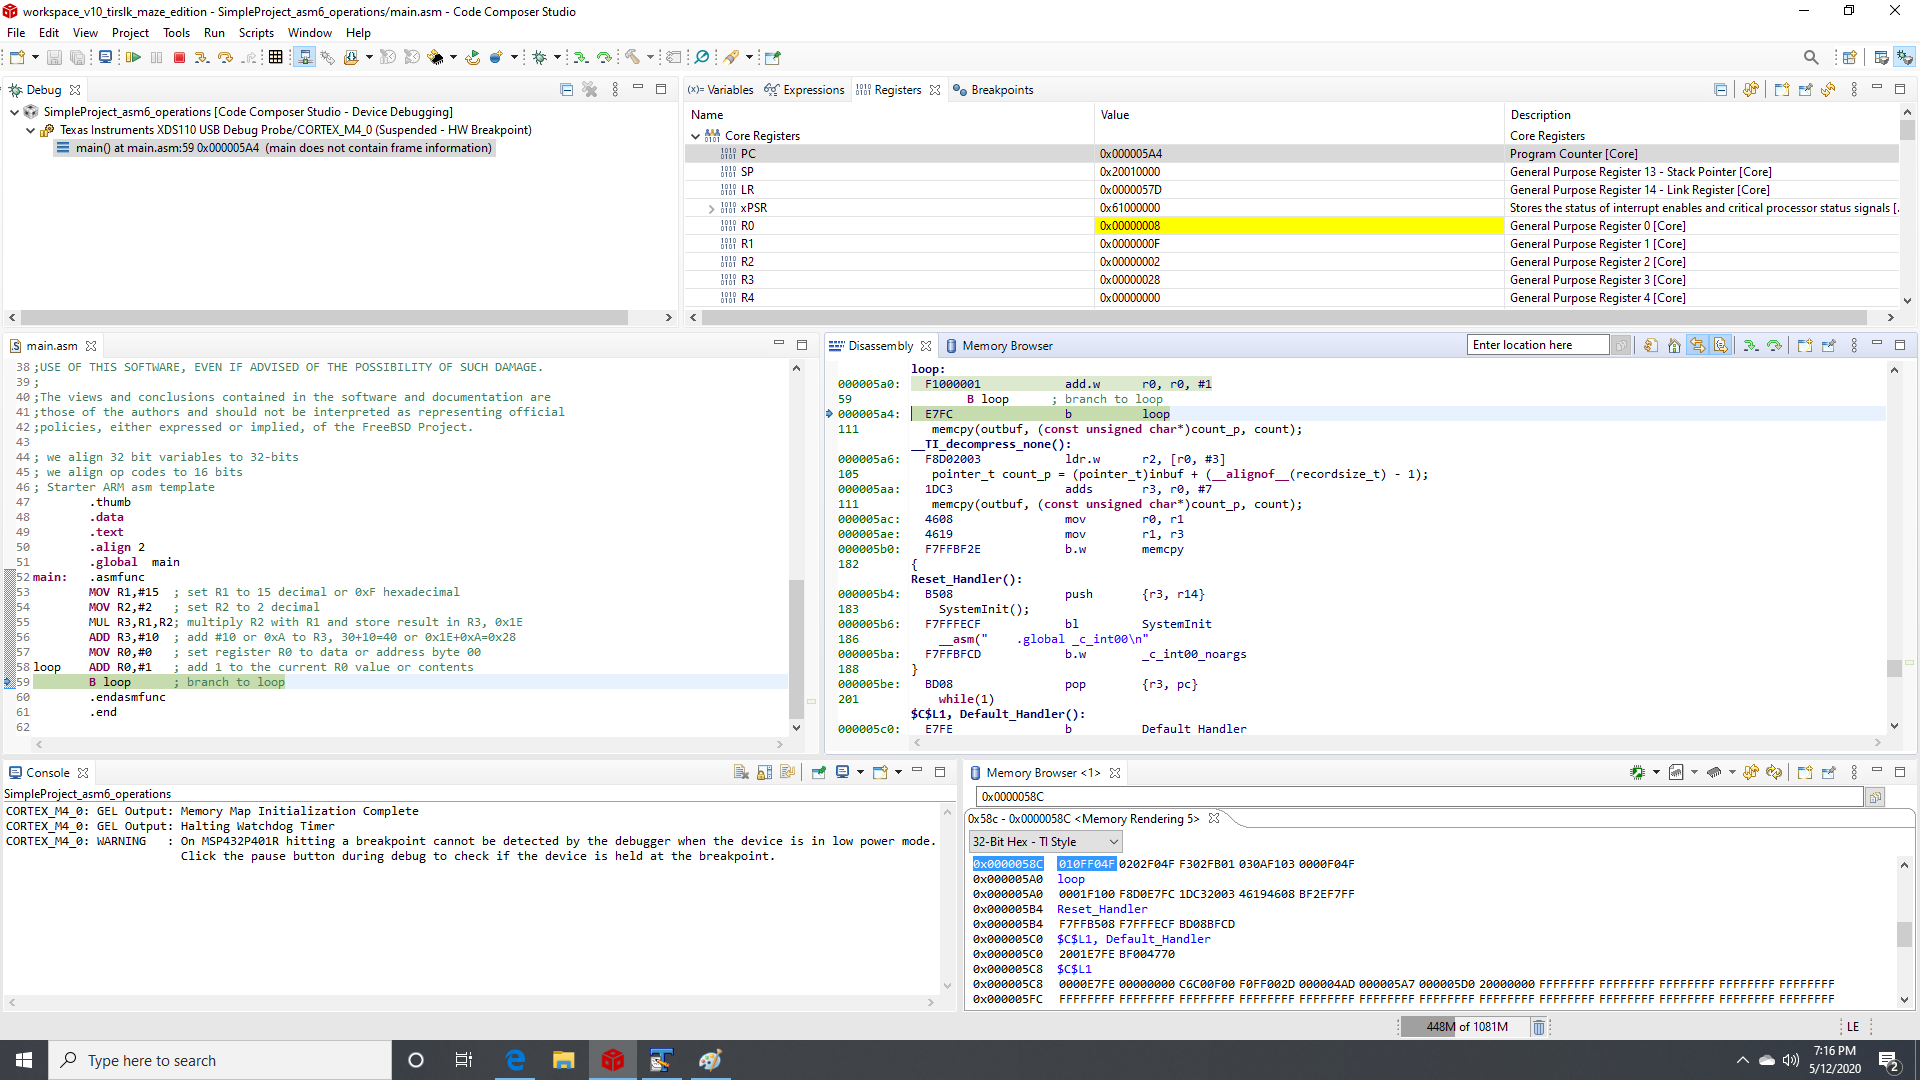 workspace_v10_tirslk_maze_edition - SimpleProject_asm6_operations/main.asm - Code Composer Studio
File Edit View Project Tools Run Scripts Window Help
Debug
SimpleProject_asm6_operations [Code Composer Studio - Device Debugging]
Texas Instruments XDS110 USB Debug Probe/CORTEX_M4_0 (Suspended - HW Breakpoint)
main() at main.asm:59 0x000005A4 (main does not contain frame information)
(x)= Variables Expressions Registers Breakpoints
Name Value Description
Core Registers Core Registers
PC 0x000005A4 Program Counter [Core]
SP 0x20010000 General Purpose Register 13 - Stack Pointer [Core]
LR 0x0000057D General Purpose Register 14 - Link Register [Core]
xPSR 0x61000000 Stores the status of interrupt enables and critical processor status signals [.
R0 0x00000008 General Purpose Register 0 [Core]
R1 0x0000000F General Purpose Register 1 [Core]
R2 0x00000002 General Purpose Register 2 [Core]
R3 0x00000028 General Purpose Register 3 [Core]
R4 0x00000000 General Purpose Register 4 [Core]
main.asm
38 ;USE OF THIS SOFTWARE, EVEN IF ADVISED OF THE POSSIBILITY OF SUCH DAMAGE.
39 ;
40 ;The views and conclusions contained in the software and documentation are
41 ;those of the authors and should not be interpreted as representing official
42 ;policies, either expressed or implied, of the FreeBSD Project.
43
44 ; we align 32 bit variables to 32-bits
45 ; we align op codes to 16 bits
46 ; Starter ARM asm template
47 .thumb
48 .data
49 .text
50 .align 2
51 .global main
52 main: .asmfunc
53 MOV R1,#15 ; set R1 to 15 decimal or 0xF hexadecimal
54 MOV R2,#2 ; set R2 to 2 decimal
55 MUL R3,R1,R2; multiply R2 with R1 and store result in R3, 0x1E
56 ADD R3,#10 ; add #10 or 0xA to R3, 30+10=40 or 0x1E+0xA=0x28
57 MOV R0,#0 ; set register R0 to data or address byte 00
58 loop ADD R0,#1 ; add 1 to the current R0 value or contents
59 B loop ; branch to loop
60 .endasmfunc
61 .end
62
Disassembly Memory Browser Enter location here
loop:
000005a0: F1000001 add.w r0, r0, #1
59 B loop ; branch to loop
000005a4: E7FC b loop
111 memcpy(outbuf, (const unsigned char*)count_p, count);
__TI_decompress_none():
000005a6: F8D02003 ldr.w r2, [r0, #3]
105 pointer_t count_p = (pointer_t)inbuf + (__alignof__(recordsize_t) - 1);
000005aa: 1DC3 adds r3, r0, #7
111 memcpy(outbuf, (const unsigned char*)count_p, count);
000005ac: 4608 mov r0, r1
000005ae: 4619 mov r1, r3
000005b0: F7FFBF2E b.w memcpy
182 {
Reset_Handler():
000005b4: B508 push {r3, r14}
183 SystemInit();
000005b6: F7FFFECF bl SystemInit
186 __asm(" .global _c_int00\n"
000005ba: F7FFBFCD b.w _c_int00_noargs
188 }
000005be: BD08 pop {r3, pc}
201 while(1)
$C$L1, Default_Handler():
000005c0: E7FE b Default_Handler
Console
SimpleProject_asm6_operations
CORTEX_M4_0: GEL Output: Memory Map Initialization Complete
CORTEX_M4_0: GEL Output: Halting Watchdog Timer
CORTEX_M4_0: WARNING : On MSP432P401R hitting a breakpoint cannot be detected by the debugger when the device is in low power mode.
Click the pause button during debug to check if the device is held at the breakpoint.
Memory Browser <1>
0x0000058C
0x58c - 0x0000058C <Memory Rendering 5>
32-Bit Hex - TI Style
0x0000058C 010FF04F 0202F04F F302FB01 030AF103 0000F04F
0x000005A0 loop
0x000005A0 0001F100 F8D0E7FC 1DC32003 46194608 BF2EF7FF
0x000005B4 Reset_Handler
0x000005B4 F7FFB508 F7FFFECF BD08BFCD
0x000005C0 $C$L1, Default_Handler
0x000005C0 2001E7FE BF004770
0x000005C8 $C$L1
0x000005C8 0000E7FE 00000000 C6C00F00 F0FF002D 000004AD 000005A7 000005D0 20000000 FFFFFFFF FFFFFFFF FFFFFFFF FFFFFFFF FFFFFFFF
0x000005FC FFFFFFFF FFFFFFFF FFFFFFFF FFFFFFFF FFFFFFFF FFFFFFFF FFFFFFFF FFFFFFFF FFFFFFFF FFFFFFFF FFFFFFFF FFFFFFFF FFFFFFFF
448M of 1081M LE
Type here to search
7:16 PM
5/12/2020
2